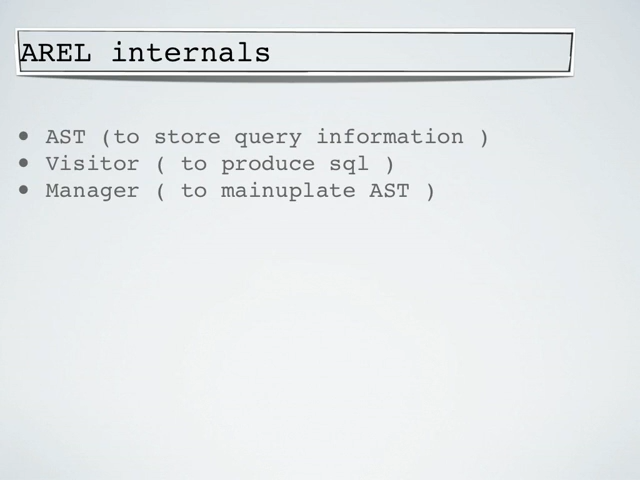 AREL internals
• AST (to store query information )
• Visitor ( to produce sql )
• Manager ( to mainuplate AST )